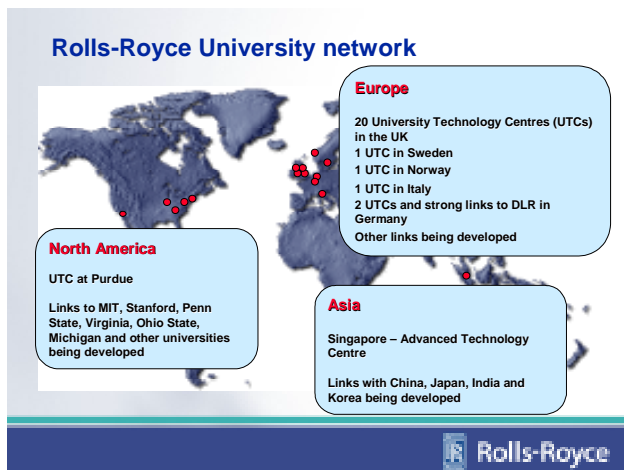 Rolls-Royce University network
Europe
20 University Technology Centres (UTCs)
in the UK
1 UTC in Sweden
1 UTC in Norway
1 UTC in Italy
2 UTCs and strong links to DLR in
Germany
Other links being developed
North America
UTC at Purdue
Links to MIT, Stanford, Penn
State, Virginia, Ohio State,
Michigan and other universities
being developed
Asia
Singapore – Advanced Technology
Centre
Links with China, Japan, India and
Korea being developed
Rolls-Royce